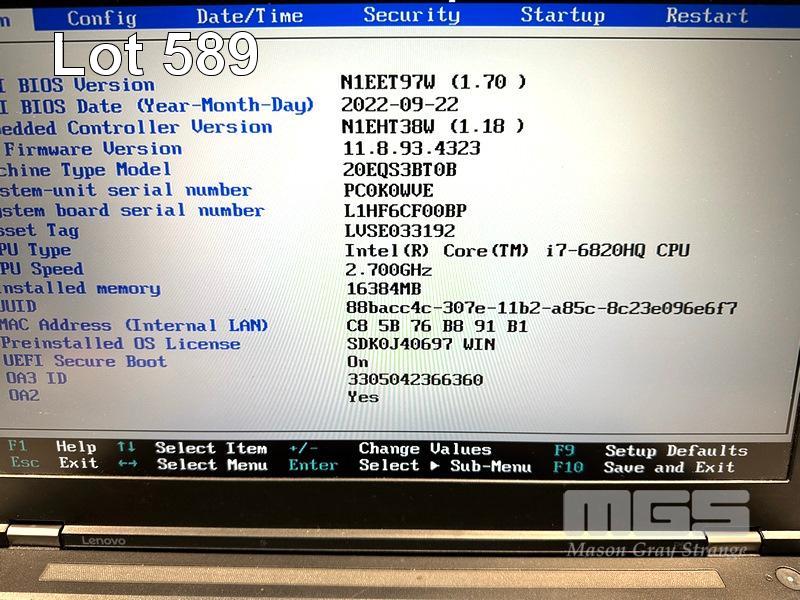 Config Date/Time Security Startup Restart
Lot 589
I BIOS Version N1EET97W (1.70 )
I BIOS Date (Year-Month-Day) 2022-09-22
edded Controller Version N1EHT38W (1.18 )
Firmware Version 11.8.93.4323
chine Type Model 20EQS3BT0B
stem-unit serial number PC0K0WVE
ystem board serial number L1HF6CF00BP
sset Tag LVSE033192
PU Type Intel(R) Core(TM) i7-6820HQ CPU
PU Speed 2.700GHz
nstalled memory 16384MB
UUID 88bacc4c-307e-11b2-a85c-8c23e096e6f7
MAC Address (Internal LAN) C8 5B 76 B8 91 B1
Preinstalled OS License SDK0J40697 WIN
UEFI Secure Boot On
OA3 ID 3305042366360
OA2 Yes
F1 Help ↑↓ Select Item +/- Change Values F9 Setup Defaults
Esc Exit ←→ Select Menu Enter Select ▶ Sub-Menu F10 Save and Exit
MGS
Lenovo
Mason Gray Strange